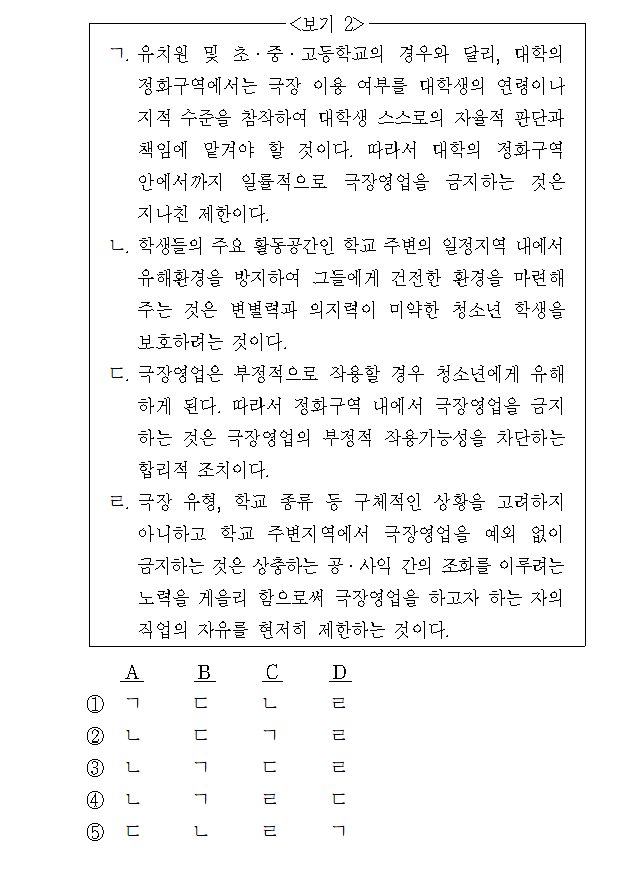 <보기 2>
ㄱ. 유치원 및 초·중·고등학교의 경우와 달리, 대학의
정화구역에서는 극장 이용 여부를 대학생의 연령이나
지적 수준을 참작하여 대학생 스스로의 자율적 판단과
책임에 맡겨야 할 것이다. 따라서 대학의 정화구역
안에서까지 일률적으로 극장영업을 금지하는 것은
지나친 제한이다.
ㄴ. 학생들의 주요 활동공간인 학교 주변의 일정지역 내에서
유해환경을 방지하여 그들에게 건전한 환경을 마련해
주는 것은 변별력과 의지력이 미약한 청소년 학생을
보호하려는 것이다.
ㄷ. 극장영업은 부정적으로 작용할 경우 청소년에게 유해
하게 된다. 따라서 정화구역 내에서 극장영업을 금지
하는 것은 극장영업의 부정적 작용가능성을 차단하는
합리적 조치이다.
ㄹ. 극장 유형, 학교 종류 등 구체적인 상황을 고려하지
아니하고 학교 주변지역에서 극장영업을 예외 없이
금지하는 것은 상충하는 공·사익 간의 조화를 이루려는
노력을 게을리 함으로써 극장영업을 하고자 하는 자의
직업의 자유를 현저히 제한하는 것이다.
A B C D
① ㄱ ㄷ ㄴ ㄹ
② ㄴ ㄷ ㄱ ㄹ
③ ㄴ ㄱ ㄷ ㄹ
④ ㄴ ㄱ ㄹ ㄷ
⑤ ㄷ ㄴ ㄹ ㄱ